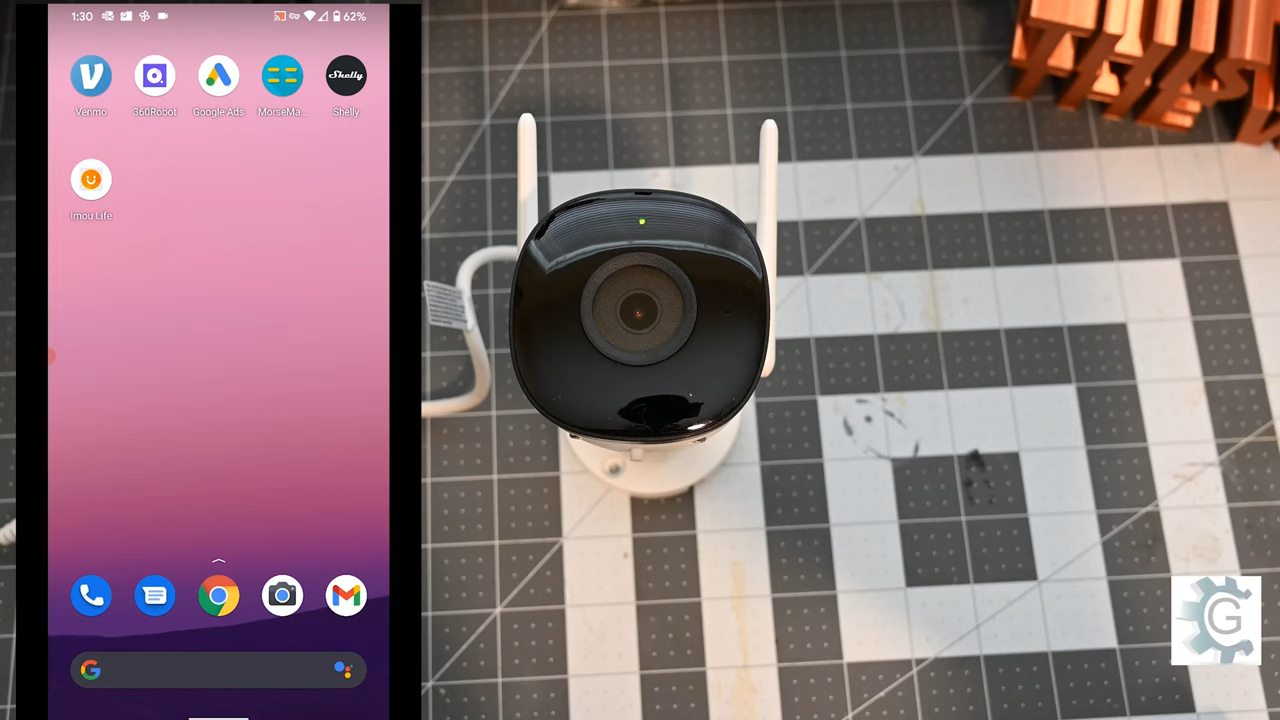 1:30
62%
Venmo
360Robot
Google Ads
MorseMa...
Shelly
Shelly
Imou Life
G